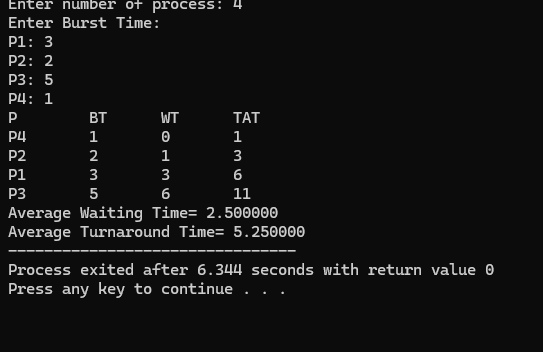 Enter number of process: 4
Enter Burst Time:
P1: 3
P2: 2
P3: 5
P4: 1
P        BT      WT      TAT
P4       1       0       1
P2       2       1       3
P1       3       3       6
P3       5       6       11
Average Waiting Time= 2.500000
Average Turnaround Time= 5.250000
--------------------------------
Process exited after 6.344 seconds with return value 0
Press any key to continue . . .